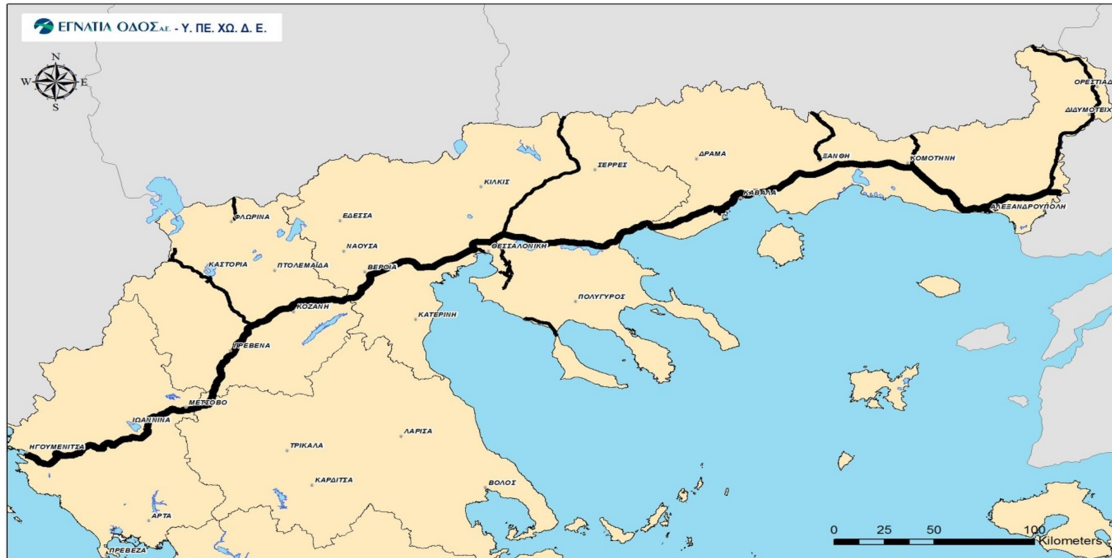 ΕΓΝΑΤΙΑ ΟΔΟΣ Α.Ε. - Υ. ΠΕ. ΧΩ. Δ. Ε.
N
W E
S
ΟΡΕΣΤΙΑΔ
ΔΙΔΥΜΟΤΕΙΧ
ΔΡΑΜΑ
ΞΑΝΘΗ
ΚΟΜΟΤΗΝΗ
ΣΕΡΡΕΣ
ΚΙΛΚΙΣ
ΚΑΒΑΛΑ
ΑΛΕΞΑΝΔΡΟΥΠΟΛΗ
ΦΛΩΡΙΝΑ
ΕΔΕΣΣΑ
ΝΑΟΥΣΑ
ΘΕΣΣΑΛΟΝΙΚΗ
ΚΑΣΤΟΡΙΑ
ΠΤΟΛΕΜΑΪΔΑ
ΒΕΡΟΙΑ
ΠΟΛΥΓΥΡΟΣ
ΚΟΖΑΝΗ
ΚΑΤΕΡΙΝΗ
ΓΡΕΒΕΝΑ
ΜΕΤΣΟΒΟ
ΙΩΑΝΝΙΝΑ
ΗΓΟΥΜΕΝΙΤΣΑ
ΛΑΡΙΣΑ
ΤΡΙΚΑΛΑ
ΚΑΡΔΙΤΣΑ
ΒΟΛΟΣ
ΑΡΤΑ
ΠΡΕΒΕΖΑ
0 25 50 100
Kilometers